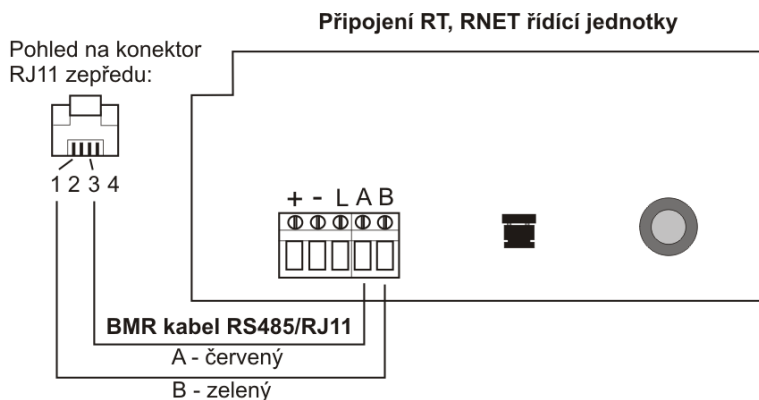 Připojení RT, RNET řídící jednotky
Pohled na konektor
RJ11 zepředu:
1 2 3 4
+ - L A B
BMR kabel RS485/RJ11
A - červený
B - zelený